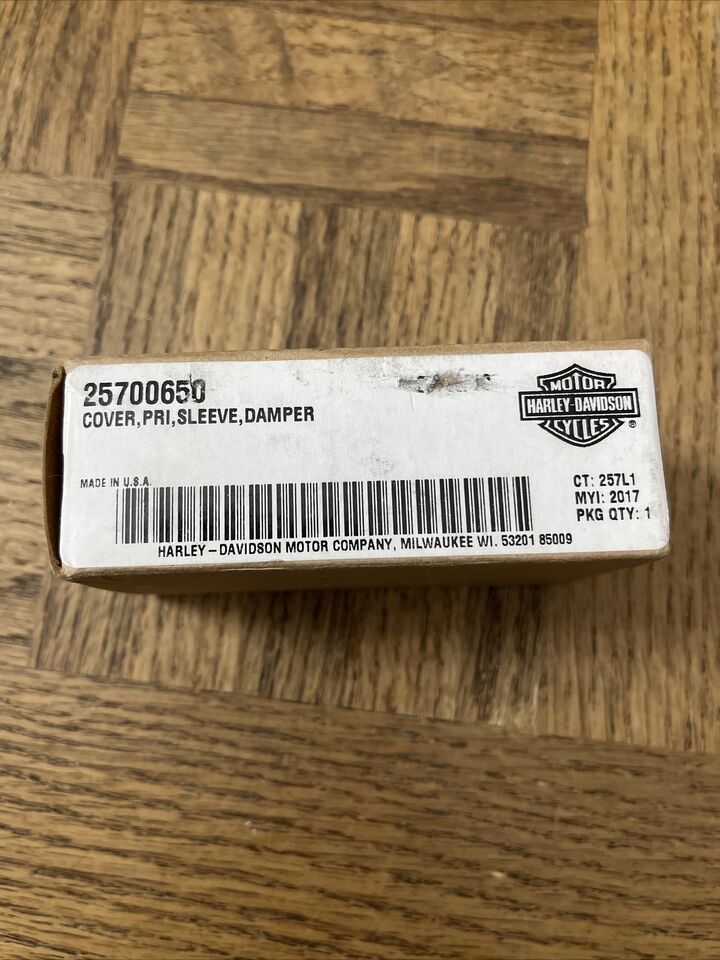 25700650
COVER,PRI,SLEEVE,DAMPER
MOTOR
HARLEY-DAVIDSON
CYCLES
®
MADE IN U.S.A.
CT: 257L1
MYI: 2017
PKG QTY: 1
HARLEY-DAVIDSON MOTOR COMPANY, MILWAUKEE WI. 53201 85009